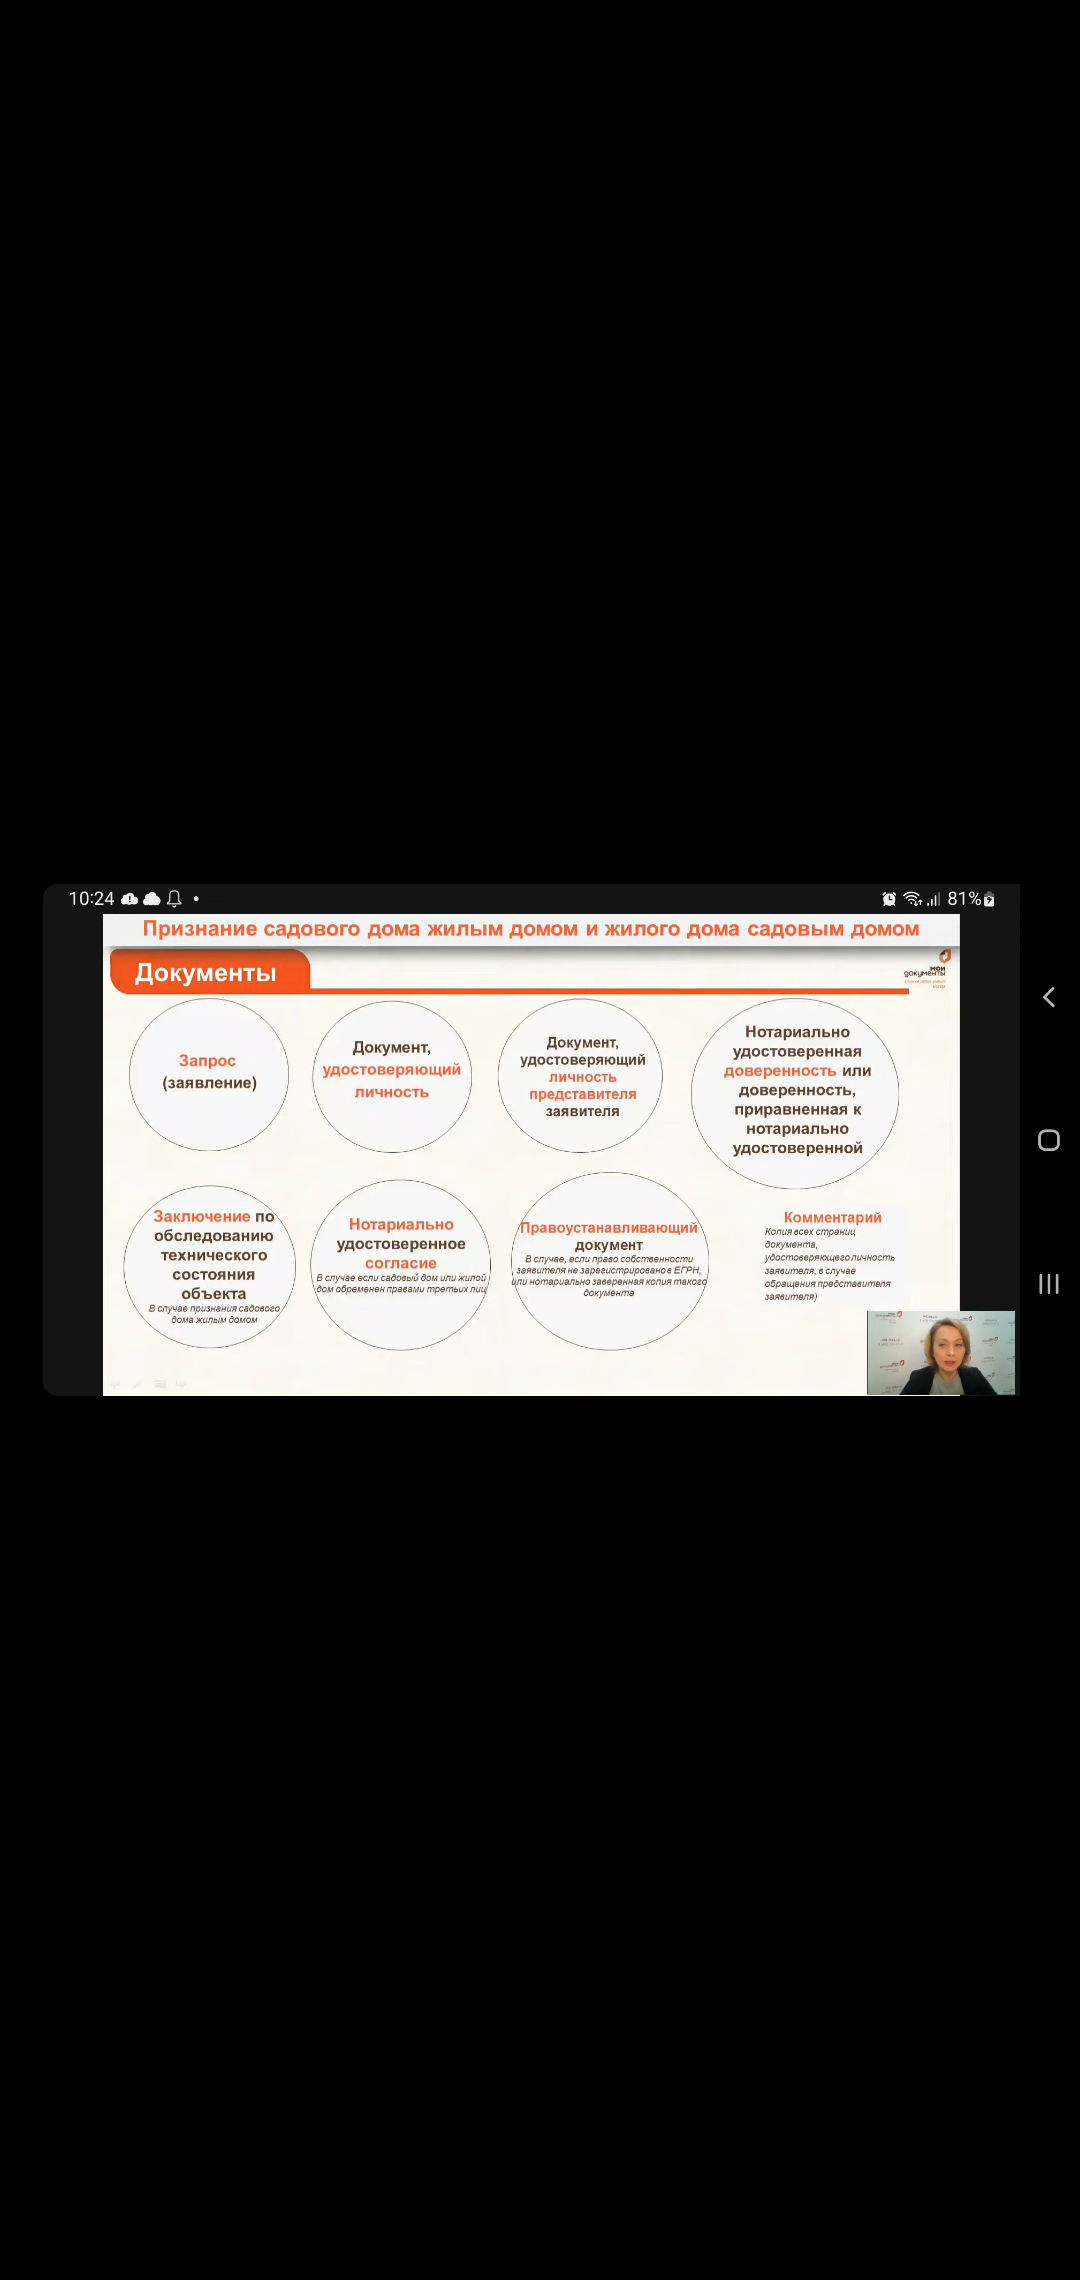 10:24
81%
Признание садового дома жилым домом и жилого дома садовым домом
Документы
мои
документы
Запрос
(заявление)
Документ,
удостоверяющий
личность
Документ,
удостоверяющий
личность
представителя
заявителя
Нотариально
удостоверенная
доверенность или
доверенность,
приравненная к
нотариально
удостоверенной
Заключение по
обследованию
технического
состояния
объекта
В случае признания садового
дома жилым домом
Нотариально
удостоверенное
согласие
В случае если садовый дом или жилой
дом обременен правами третьих лиц
Правоустанавливающий
документ
В случае, если право собственности
заявителя не зарегистрировано в ЕГРН,
или нотариально заверенная копия такого
документа
Комментарий
Копия всех страниц
документа,
удостоверяющего личность
заявителя, в случае
обращения представителя
заявителя)